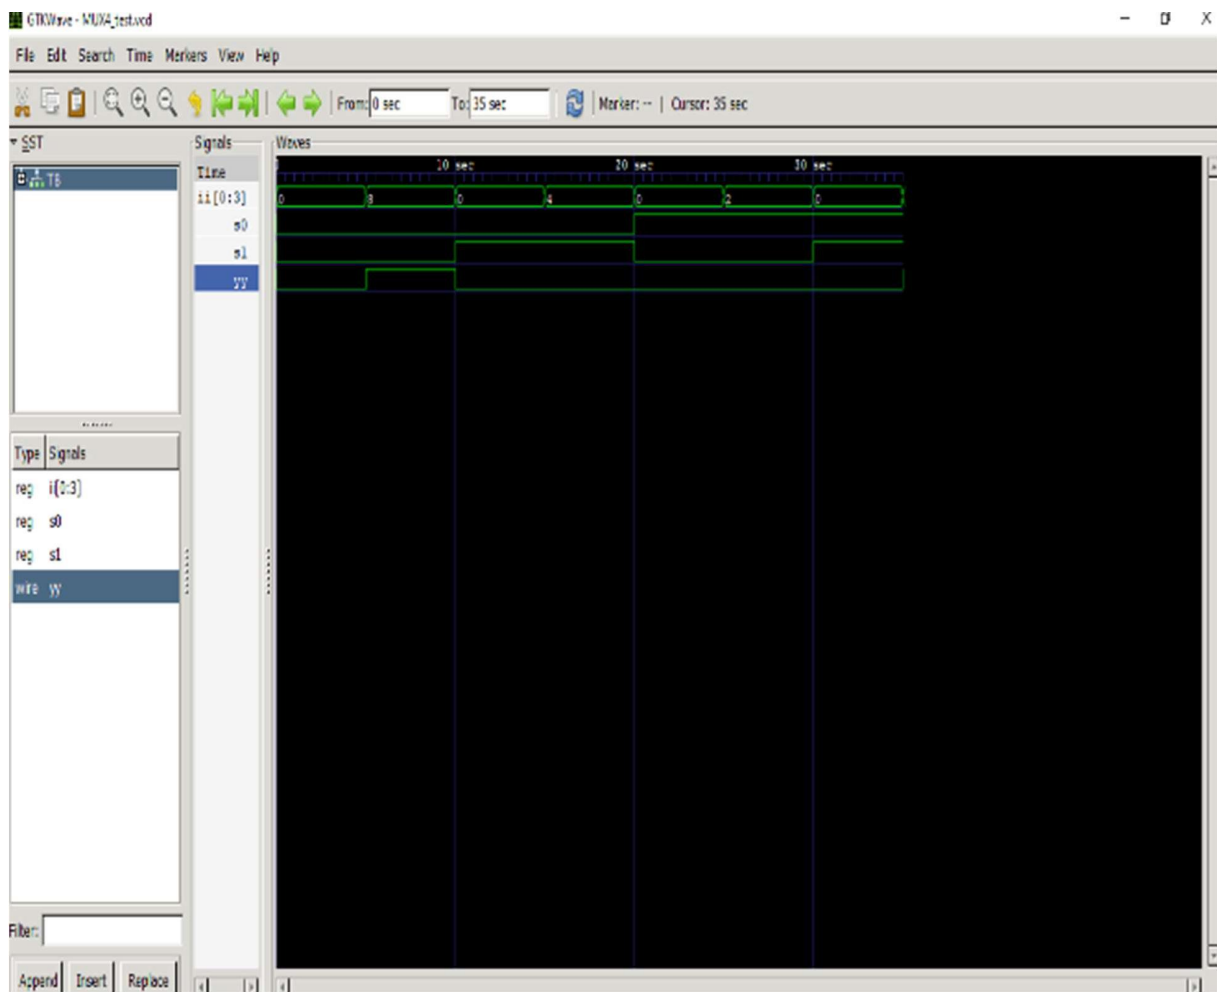 GTKWave - MUX4_test.vcd
File Edit Search Time Markers View Help
From: 0 sec To: 35 sec Marker: -- | Cursor: 35 sec
SST
TB
Type Signals
reg i[0:3]
reg s0
reg s1
wire yy
Filter:
Append Insert Replace
Signals
Time
ii[0:3]
s0
s1
yy
Waves
10 sec 20 sec 30 sec
0 8 0 4 0 2 0